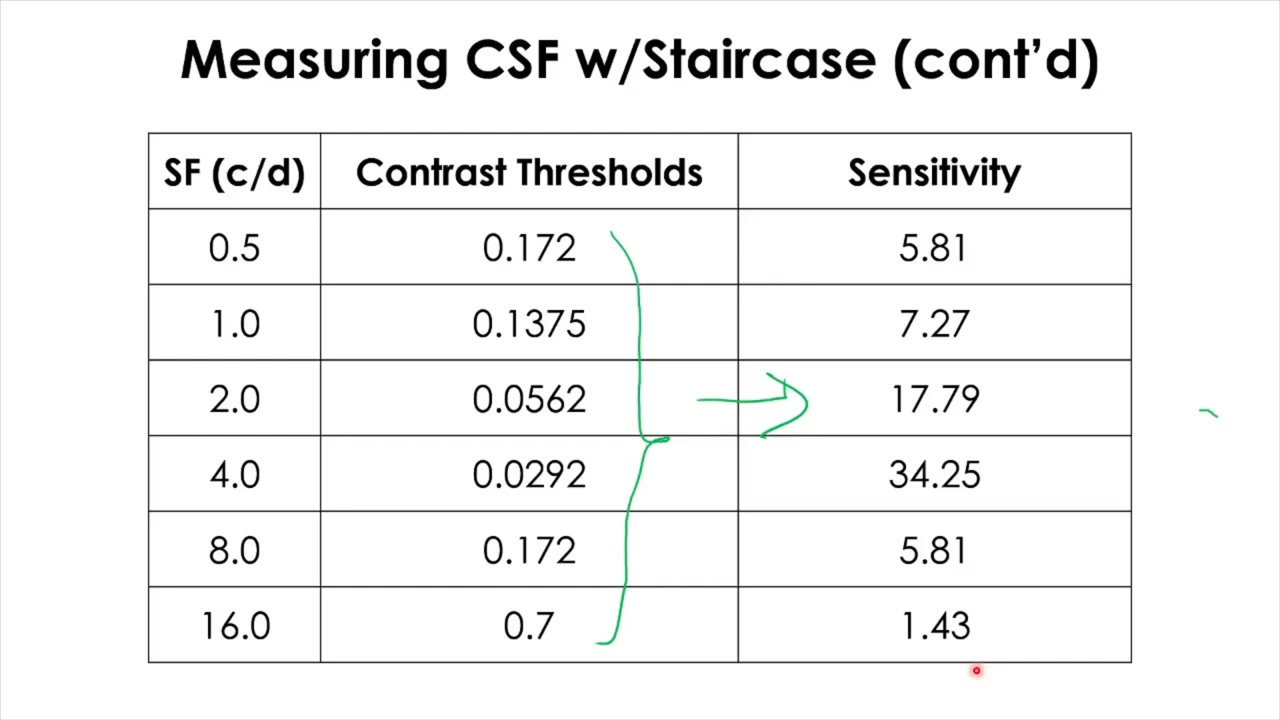 Measuring CSF w/Staircase (cont’d)
SF (c/d) Contrast Thresholds Sensitivity
0.5 0.172 5.81
1.0 0.1375 7.27
2.0 0.0562 17.79
4.0 0.0292 34.25
8.0 0.172 5.81
16.0 0.7 1.43